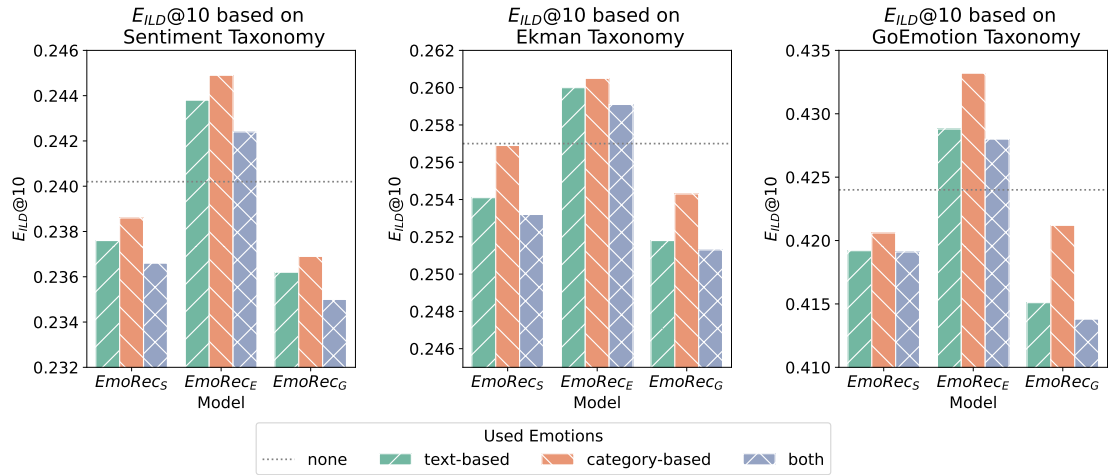 E_ILD@10 based on
Sentiment Taxonomy
E_ILD@10
0.246
0.244
0.242
0.240
0.238
0.236
0.234
0.232
EmoRec_S EmoRec_E EmoRec_G
Model
E_ILD@10 based on
Ekman Taxonomy
E_ILD@10
0.262
0.260
0.258
0.256
0.254
0.252
0.250
0.248
0.246
EmoRec_S EmoRec_E EmoRec_G
Model
E_ILD@10 based on
GoEmotion Taxonomy
E_ILD@10
0.435
0.430
0.425
0.420
0.415
0.410
EmoRec_S EmoRec_E EmoRec_G
Model
Used Emotions
none text-based category-based both